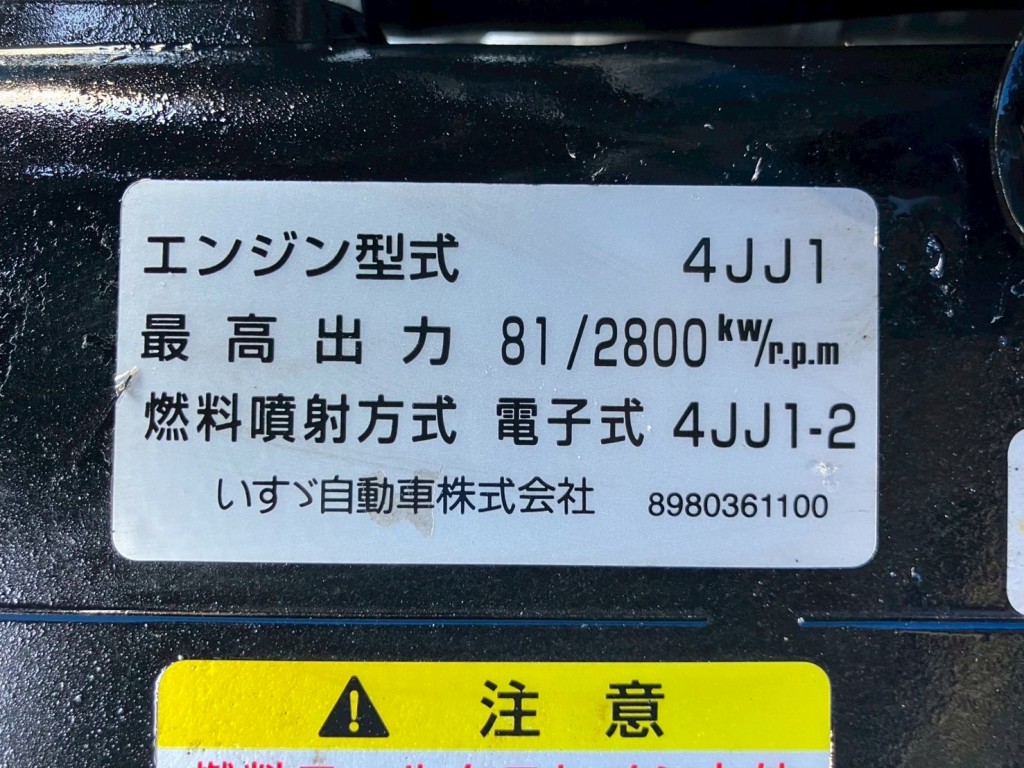 エンジン型式 4JJ1
最高出力 81/2800 kw/r.p.m
燃料噴射方式 電子式 4JJ1-2
いすゞ自動車株式会社 8980361100
注意